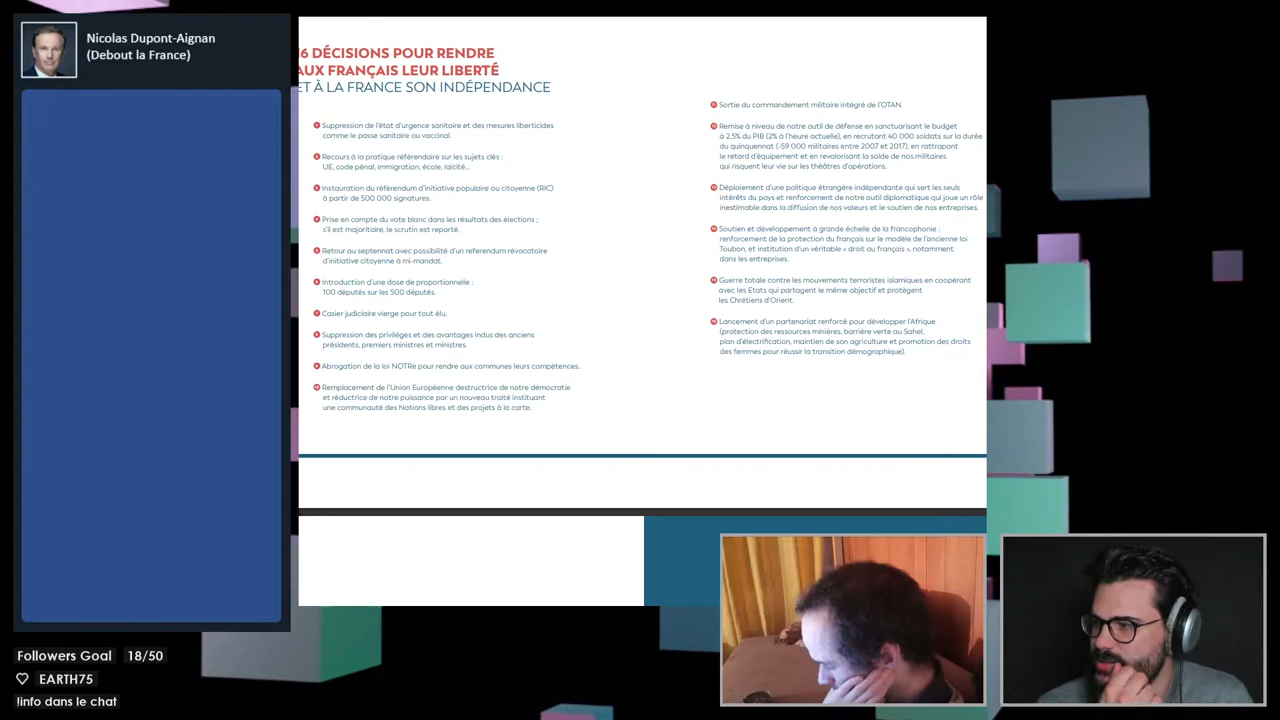 Nicolas Dupont-Aignan
(Debout la France)
16 DÉCISIONS POUR RENDRE
AUX FRANÇAIS LEUR LIBERTÉ
ET À LA FRANCE SON INDÉPENDANCE
1 Suppression de l'état d'urgence sanitaire et des mesures liberticides
comme le passe sanitaire ou vaccinal.
2 Recours à la pratique référendaire sur les sujets clés :
UE, code pénal, immigration, école, laïcité...
3 Instauration du référendum d'initiative populaire ou citoyenne (RIC)
à partir de 500 000 signatures.
4 Prise en compte du vote blanc dans les résultats des élections ;
s'il est majoritaire, le scrutin est reporté.
5 Retour au septennat avec possibilité d'un referendum révocatoire
d'initiative citoyenne à mi-mandat.
6 Introduction d'une dose de proportionnelle :
100 députés sur les 500 députés.
7 Casier judiciaire vierge pour tout élu.
8 Suppression des privilèges et des avantages indus des anciens
présidents, premiers ministres et ministres.
9 Abrogation de la loi NOTRe pour rendre aux communes leurs compétences.
10 Remplacement de l'Union Européenne destructrice de notre démocratie
et réductrice de notre puissance par un nouveau traité instituant
une communauté des Nations libres et des projets à la carte.
11 Sortie du commandement militaire intégré de l'OTAN.
12 Remise à niveau de notre outil de défense en sanctuarisant le budget
à 2,5% du PIB (2% à l'heure actuelle), en recrutant 40 000 soldats sur la durée
du quinquennat (-59 000 militaires entre 2007 et 2017), en rattrapant
le retard d'équipement et en revalorisant la solde de nos militaires
qui risquent leur vie sur les théâtres d'opérations.
13 Déploiement d'une politique étrangère indépendante qui sert les seuls
intérêts du pays et renforcement de notre outil diplomatique qui joue un rôle
inestimable dans la diffusion de nos valeurs et le soutien de nos entreprises.
14 Soutien et développement à grande échelle de la francophonie :
renforcement de la protection du français sur le modèle de l'ancienne loi
Toubon, et institution d'un véritable « droit au français », notamment
dans les entreprises.
15 Guerre totale contre les mouvements terroristes islamiques en coopérant
avec les Etats qui partagent le même objectif et protègent
les Chrétiens d'Orient.
16 Lancement d'un partenariat renforcé pour développer l'Afrique
(protection des ressources minières, barrière verte au Sahel,
plan d'électrification, maintien de son agriculture et promotion des droits
des femmes pour réussir la transition démographique).
Followers Goal 18/50
EARTH75
!info dans le chat